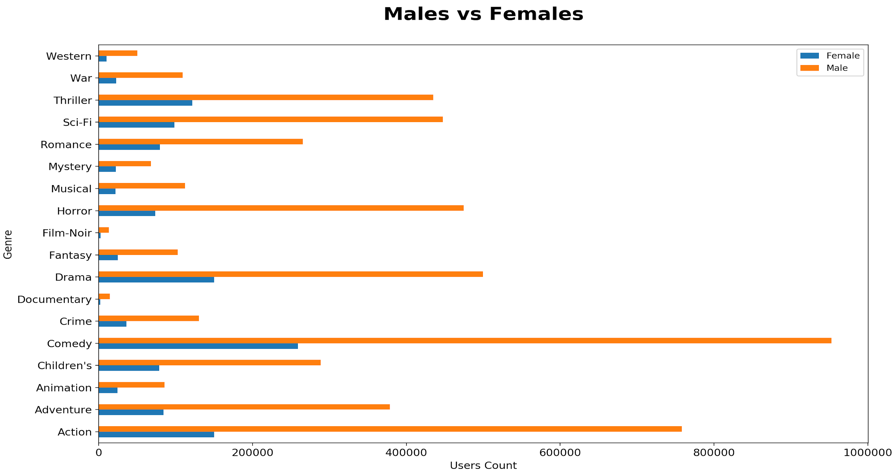 Males vs Females
Female
Male
Genre
Western
War
Thriller
Sci-Fi
Romance
Mystery
Musical
Horror
Film-Noir
Fantasy
Drama
Documentary
Crime
Comedy
Children's
Animation
Adventure
Action
0 200000 400000 600000 800000 1000000
Users Count